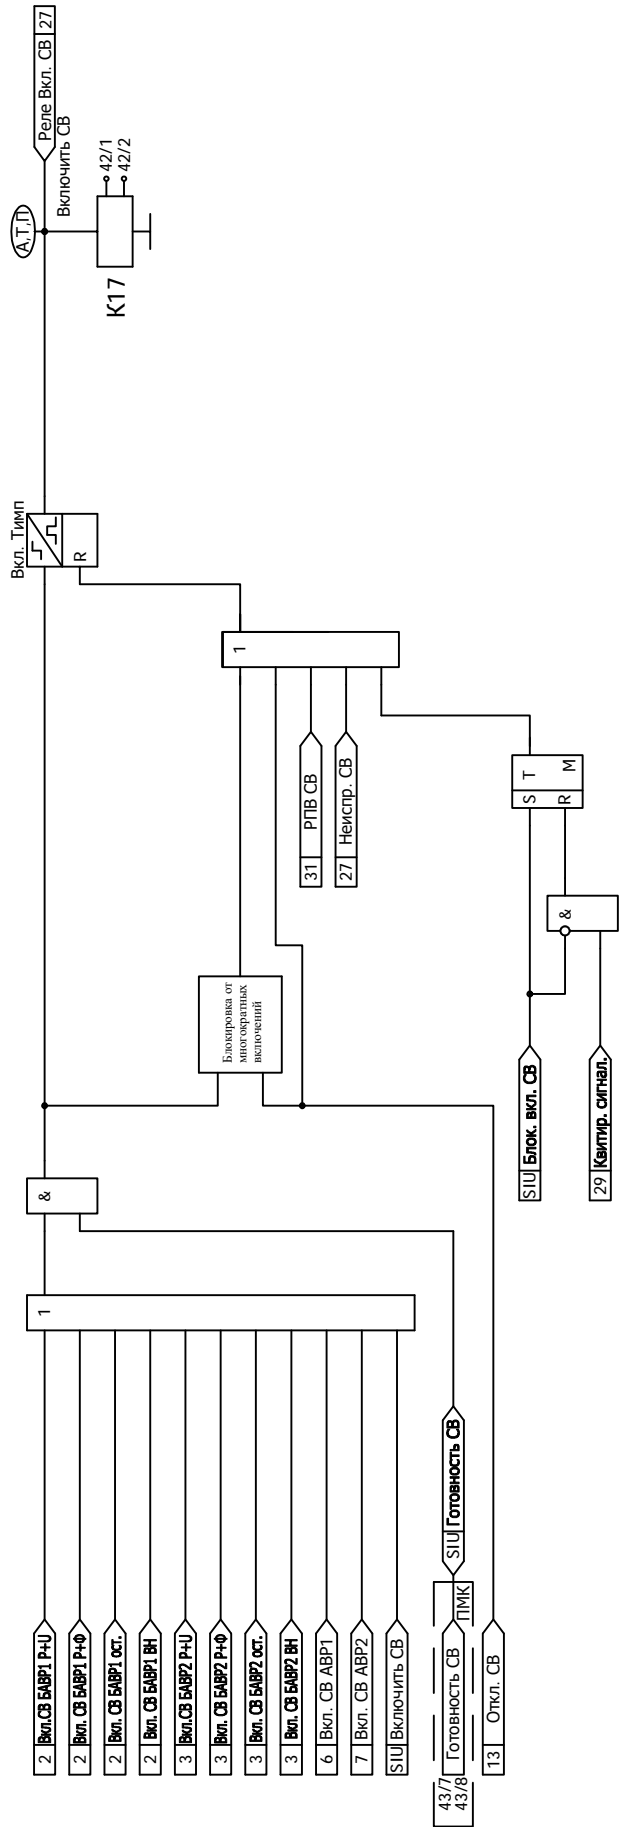 2 Вкл.СВ БАВР1 Р+U
2 Вкл. СВ БАВР1 Р+Ф
2 Вкл. СВ БАВР1 ост.
2 Вкл. СВ БАВР1 ВН
3 Вкл.СВ БАВР2 Р+U
3 Вкл. СВ БАВР2 Р+Ф
3 Вкл. СВ БАВР2 ост.
3 Вкл. СВ БАВР2 ВН
6 Вкл. СВ АВР1
7 Вкл. СВ АВР2
SIU Включить СВ
43/7
43/8
Готовность СВ
ПМК
SIU Готовность СВ
13 Откл. СВ
1
&
Блокировка от
многократных
включений
SIU Блок. вкл. СВ
29 Квитир. сигнал.
&
S T
R M
31 РПВ СВ
27 Неиспр. СВ
1
Вкл. Тимп
R
К17
42/1
42/2
А,Т,П
Включить СВ
Реле Вкл. СВ 27